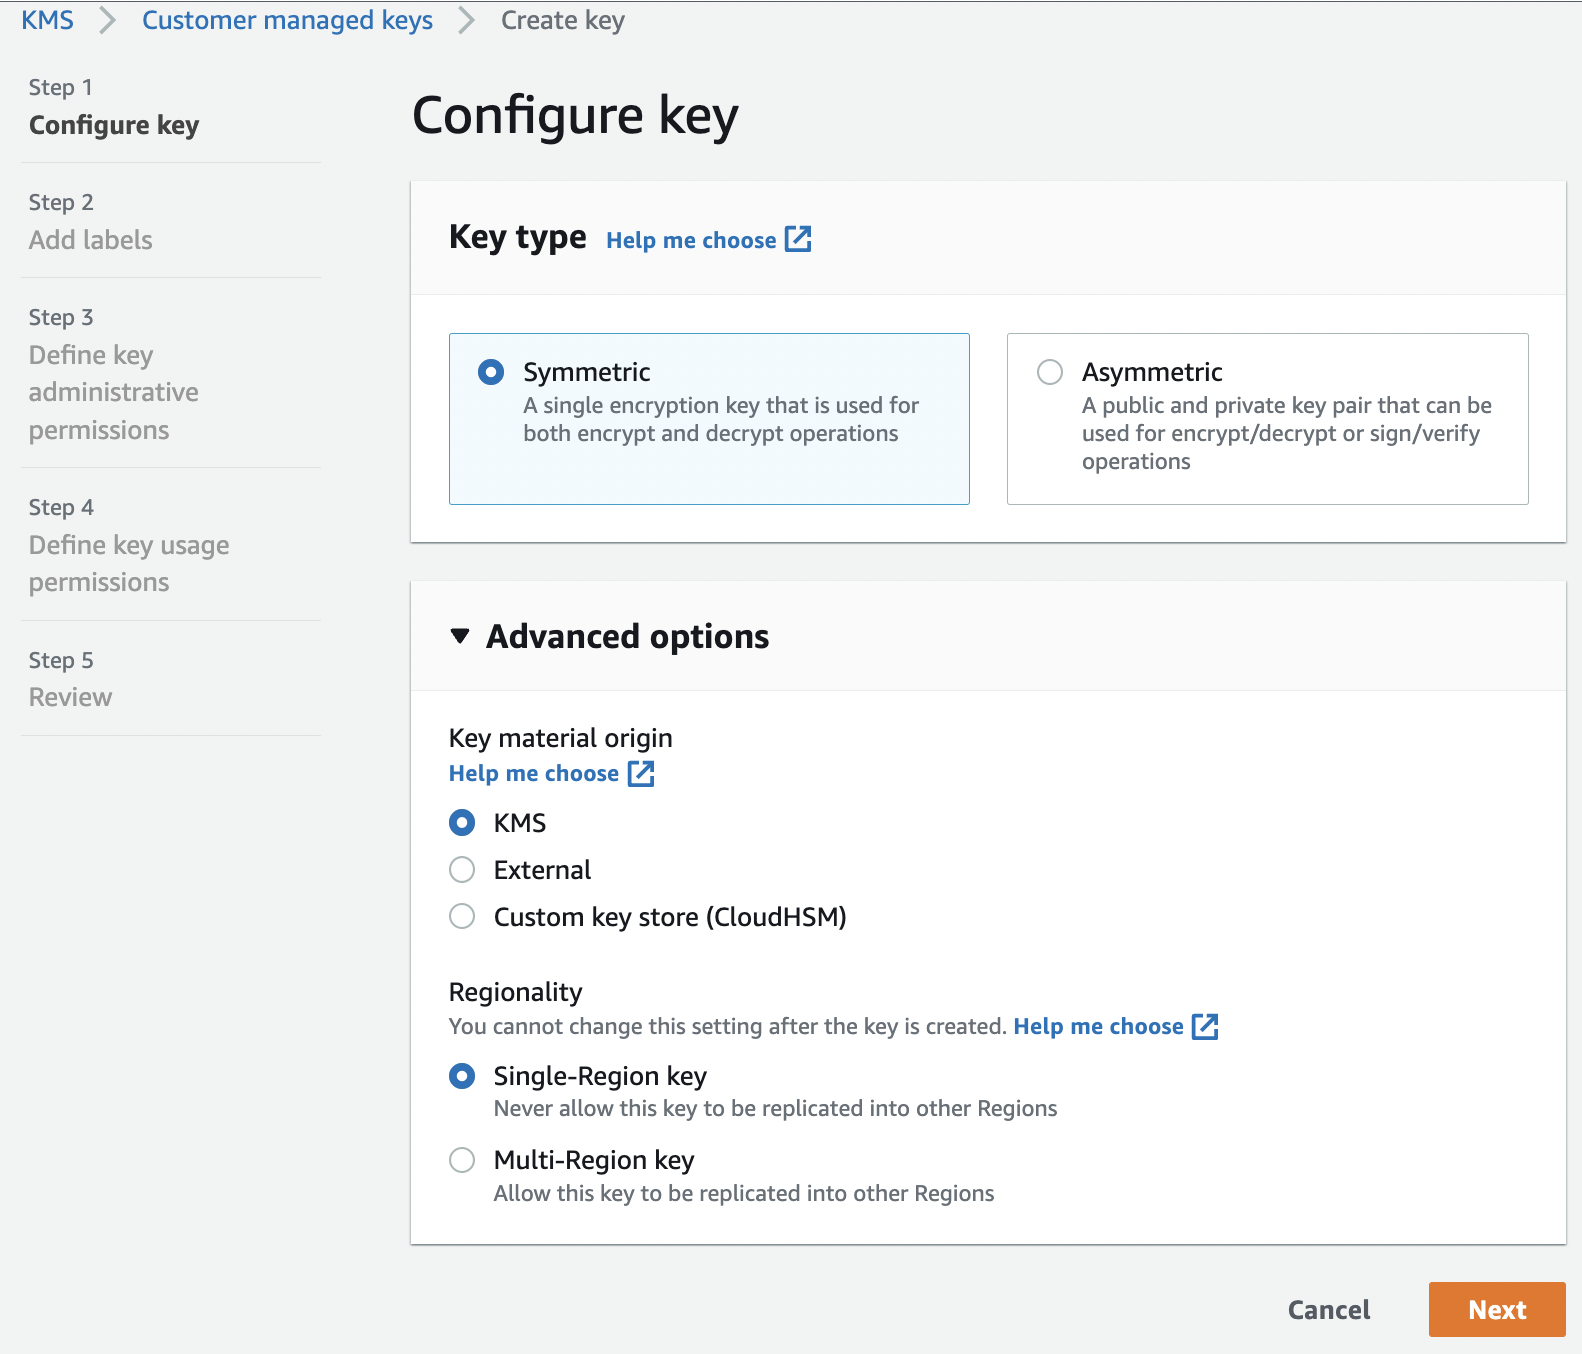 KMS > Customer managed keys > Create key
Step 1
Configure key
Step 2
Add labels
Step 3
Define key
administrative
permissions
Step 4
Define key usage
permissions
Step 5
Review
Configure key
Key type Help me choose
Symmetric
A single encryption key that is used for
both encrypt and decrypt operations
Asymmetric
A public and private key pair that can be
used for encrypt/decrypt or sign/verify
operations
Advanced options
Key material origin
Help me choose
KMS
External
Custom key store (CloudHSM)
Regionality
You cannot change this setting after the key is created. Help me choose
Single-Region key
Never allow this key to be replicated into other Regions
Multi-Region key
Allow this key to be replicated into other Regions
Cancel Next